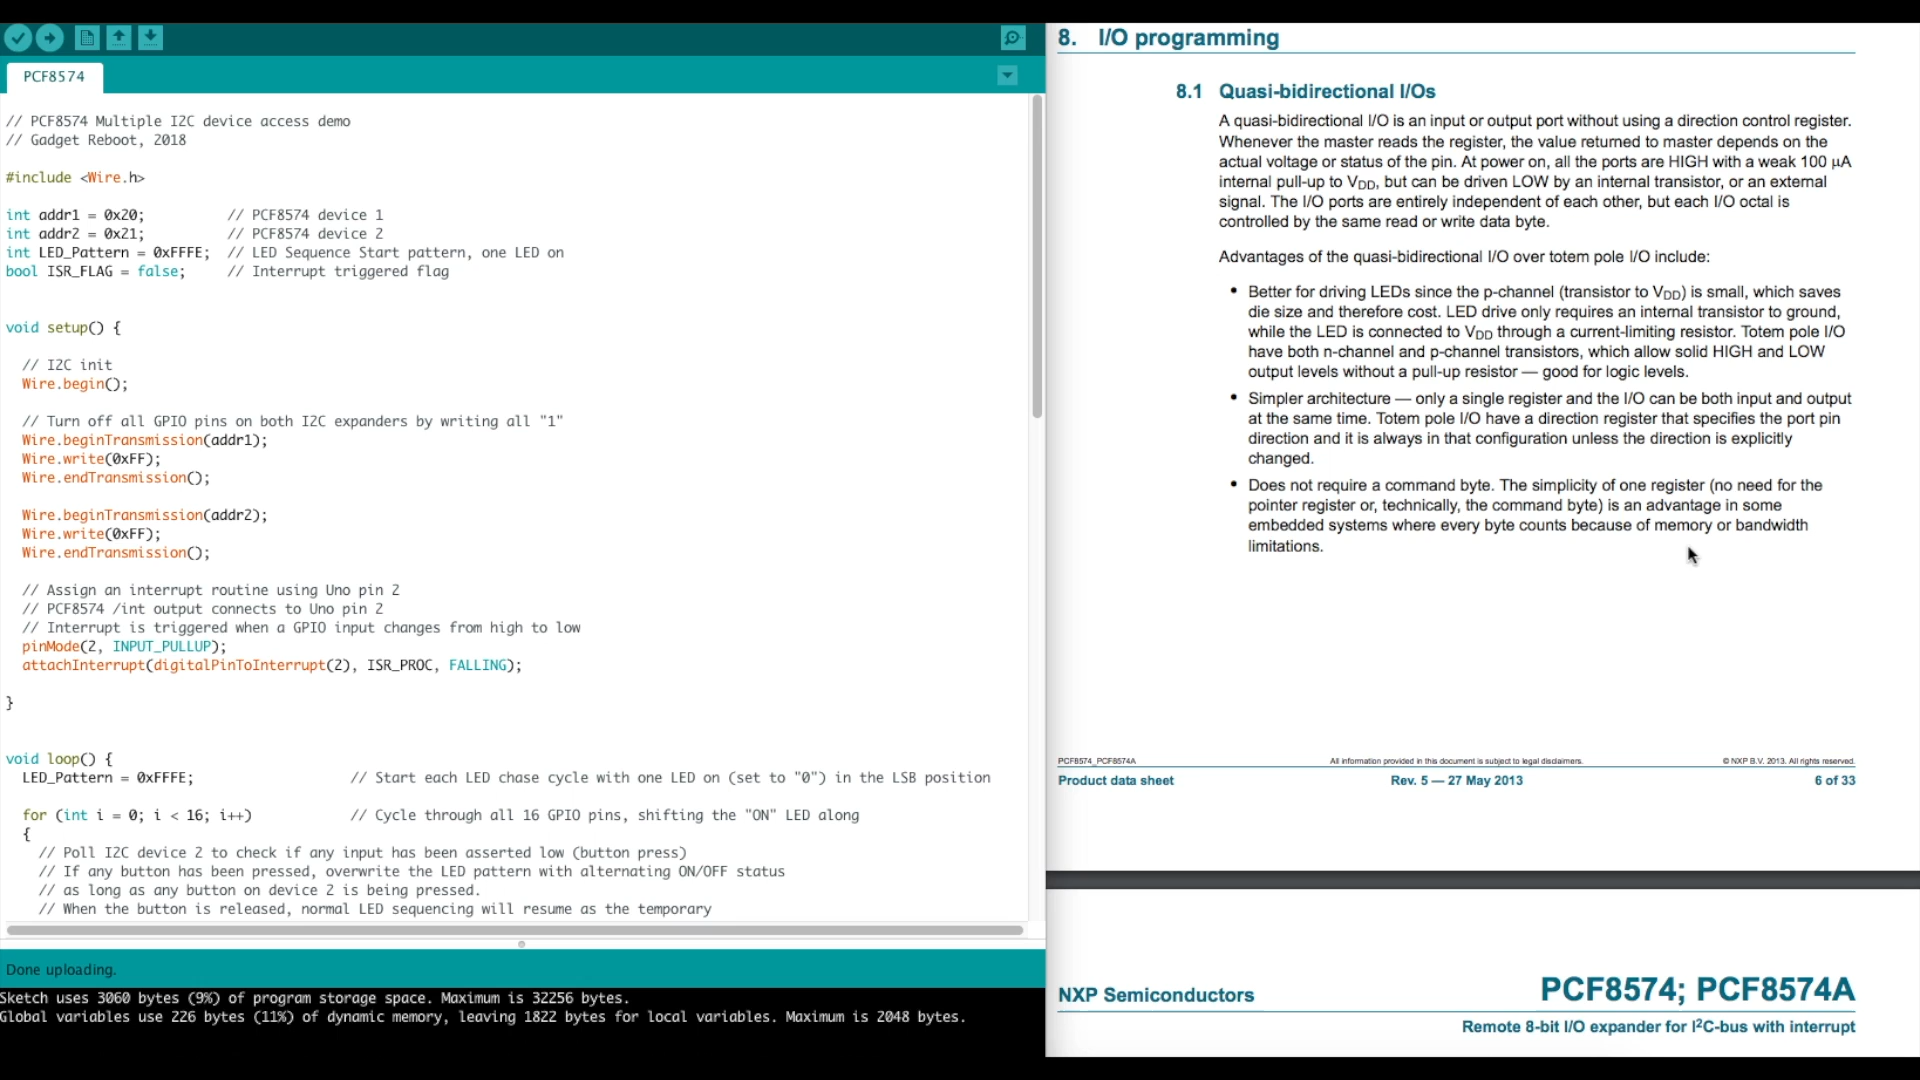 PCF8574
// PCF8574 Multiple I2C device access demo
// Gadget Reboot, 2018
#include <Wire.h>
int addr1 = 0x20;          // PCF8574 device 1
int addr2 = 0x21;          // PCF8574 device 2
int LED_Pattern = 0xFFFE;  // LED Sequence Start pattern, one LED on
bool ISR_FLAG = false;     // Interrupt triggered flag
void setup() {
// I2C init
Wire.begin();
// Turn off all GPIO pins on both I2C expanders by writing all "1"
Wire.beginTransmission(addr1);
Wire.write(0xFF);
Wire.endTransmission();
Wire.beginTransmission(addr2);
Wire.write(0xFF);
Wire.endTransmission();
// Assign an interrupt routine using Uno pin 2
// PCF8574 /int output connects to Uno pin 2
// Interrupt is triggered when a GPIO input changes from high to low
pinMode(2, INPUT_PULLUP);
attachInterrupt(digitalPinToInterrupt(2), ISR_PROC, FALLING);
}
void loop() {
LED_Pattern = 0xFFFE;                   // Start each LED chase cycle with one LED on (set to "0") in the LSB position
for (int i = 0; i < 16; i++)            // Cycle through all 16 GPIO pins, shifting the "ON" LED along
{
// Poll I2C device 2 to check if any input has been asserted low (button press)
// If any button has been pressed, overwrite the LED pattern with alternating ON/OFF status
// as long as any button on device 2 is being pressed.
// When the button is released, normal LED sequencing will resume as the temporary
Done uploading.
Sketch uses 3060 bytes (9%) of program storage space. Maximum is 32256 bytes.
Global variables use 226 bytes (11%) of dynamic memory, leaving 1822 bytes for local variables. Maximum is 2048 bytes.
8. I/O programming
8.1 Quasi-bidirectional I/Os
A quasi-bidirectional I/O is an input or output port without using a direction control register.
Whenever the master reads the register, the value returned to master depends on the
actual voltage or status of the pin. At power on, all the ports are HIGH with a weak 100 μA
internal pull-up to VDD, but can be driven LOW by an internal transistor, or an external
signal. The I/O ports are entirely independent of each other, but each I/O octal is
controlled by the same read or write data byte.
Advantages of the quasi-bidirectional I/O over totem pole I/O include:
• Better for driving LEDs since the p-channel (transistor to VDD) is small, which saves
die size and therefore cost. LED drive only requires an internal transistor to ground,
while the LED is connected to VDD through a current-limiting resistor. Totem pole I/O
have both n-channel and p-channel transistors, which allow solid HIGH and LOW
output levels without a pull-up resistor — good for logic levels.
• Simpler architecture — only a single register and the I/O can be both input and output
at the same time. Totem pole I/O have a direction register that specifies the port pin
direction and it is always in that configuration unless the direction is explicitly
changed.
• Does not require a command byte. The simplicity of one register (no need for the
pointer register or, technically, the command byte) is an advantage in some
embedded systems where every byte counts because of memory or bandwidth
limitations.
PCF8574_PCF8574A All information provided in this document is subject to legal disclaimers. © NXP B.V. 2013. All rights reserved.
Product data sheet Rev. 5 — 27 May 2013 6 of 33
NXP Semiconductors PCF8574; PCF8574A
Remote 8-bit I/O expander for I²C-bus with interrupt